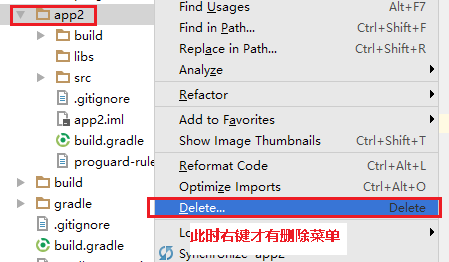 app2
build
libs
src
.gitignore
app2.iml
build.gradle
proguard-rule
build
gradle
.gitignore
build.gradle
Find Usages Alt+F7
Find in Path... Ctrl+Shift+F
Replace in Path... Ctrl+Shift+R
Analyze
Refactor
Add to Favorites
Show Image Thumbnails Ctrl+Shift+T
Reformat Code Ctrl+Alt+L
Optimize Imports Ctrl+Alt+O
Delete... Delete
此时右键才有删除菜单
Synchronize 'app2'